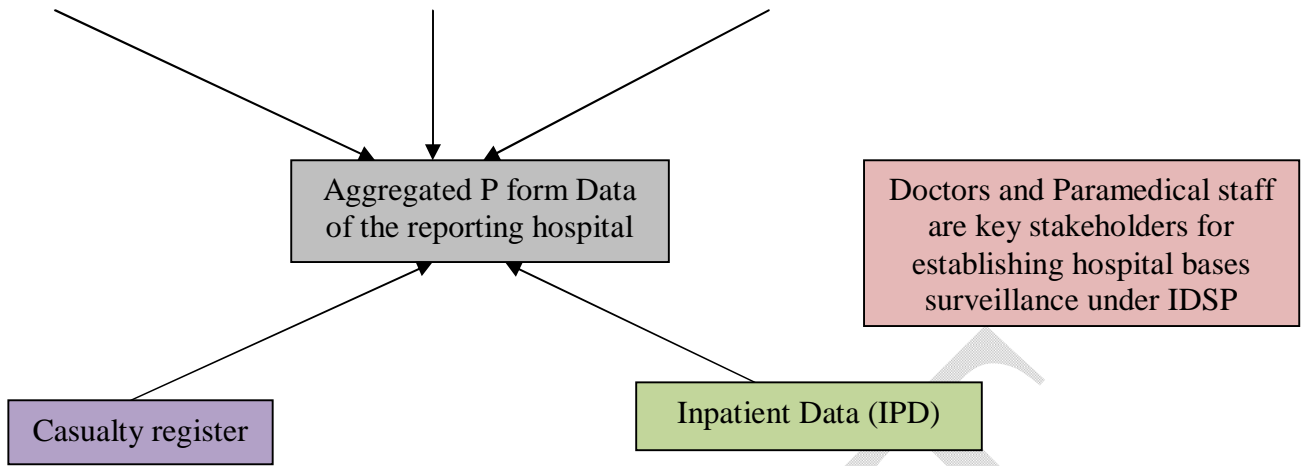 Aggregated P form Data
of the reporting hospital
Doctors and Paramedical staff
are key stakeholders for
establishing hospital bases
surveillance under IDSP
Casualty register
Inpatient Data (IPD)